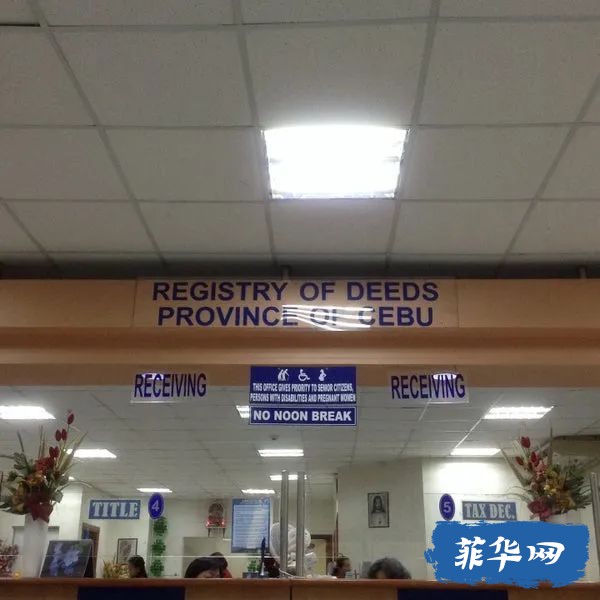 REGISTRY OF DEEDS
PROVINCE OF CEBU
RECEIVING
THIS OFFICE GIVES PRIORITY TO SENIOR CITIZENS,
PERSONS WITH DISABILITIES AND PREGNANT WOMEN
NO NOON BREAK
RECEIVING
TITLE
4
5
TAX DEC.
菲华网